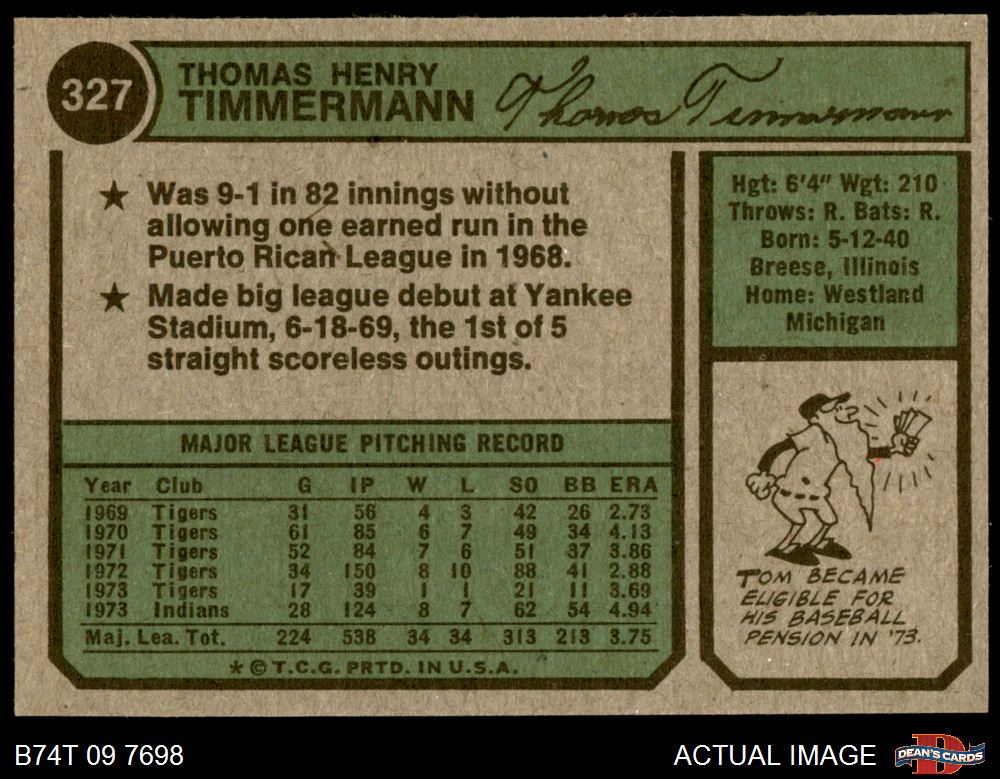 327
THOMAS HENRY
TIMMERMANN
Thomas Timmermann
★ Was 9-1 in 82 innings without
allowing one earned run in the
Puerto Rican League in 1968.
★ Made big league debut at Yankee
Stadium, 6-18-69, the 1st of 5
straight scoreless outings.
Hgt: 6'4" Wgt: 210
Throws: R. Bats: R.
Born: 5-12-40
Breese, Illinois
Home: Westland
Michigan
MAJOR LEAGUE PITCHING RECORD
Year Club G IP W L SO BB ERA
1969 Tigers 31 56 4 3 42 26 2.73
1970 Tigers 61 85 6 7 49 34 4.13
1971 Tigers 52 84 7 6 51 37 3.86
1972 Tigers 34 150 8 10 88 41 2.88
1973 Tigers 17 39 1 1 21 11 3.69
1973 Indians 28 124 8 7 62 54 4.94
Maj. Lea. Tot. 224 538 34 34 313 213 3.75
★ © T.C.G. PRTD. IN U.S.A.
TOM BECAME
ELIGIBLE FOR
HIS BASEBALL
PENSION IN '73.
B74T 09 7698
ACTUAL IMAGE
DEAN'S CARDS